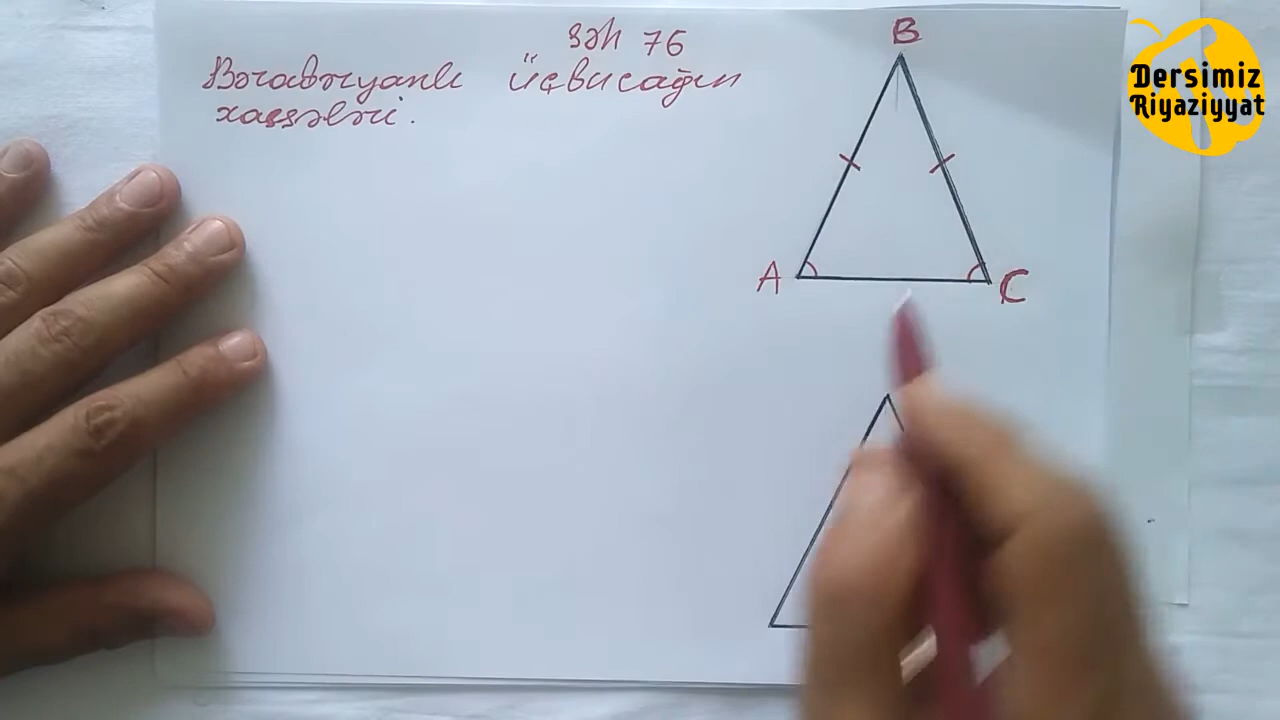 səh 76
Bərabəryanlı üçbucağın
xassələri.
B
A
C
Dersimiz
Riyaziyyat